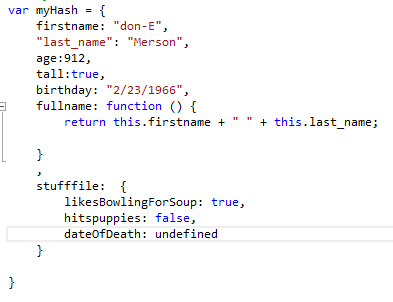 var myHash = {
    firstname: "don-E",
    "last_name": "Merson",
    age:912,
    tall:true,
    birthday: "2/23/1966",
    fullname: function () {
        return this.firstname + " " + this.last_name;
    }
    ,
    stufffile:  {
        likesBowlingForSoup: true,
        hitspuppies: false,
        dateOfDeath: undefined
    }
}